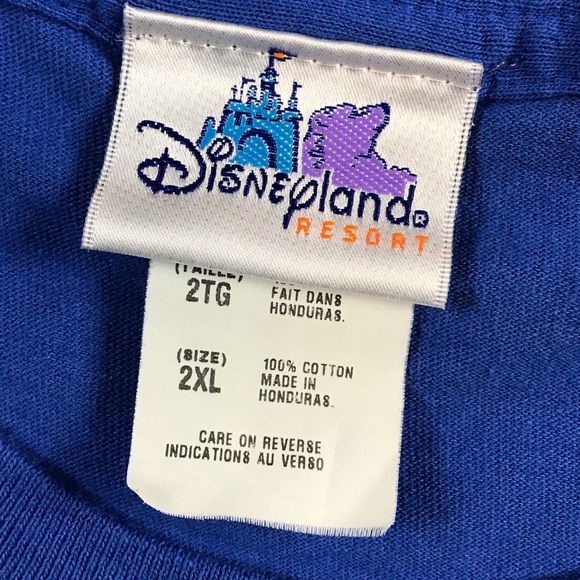 Disneyland®
RESORT
(TAILLE)
2TG
FAIT DANS
HONDURAS.
(SIZE)
2XL
100% COTTON
MADE IN
HONDURAS.
CARE ON REVERSE
INDICATIONS AU VERSO